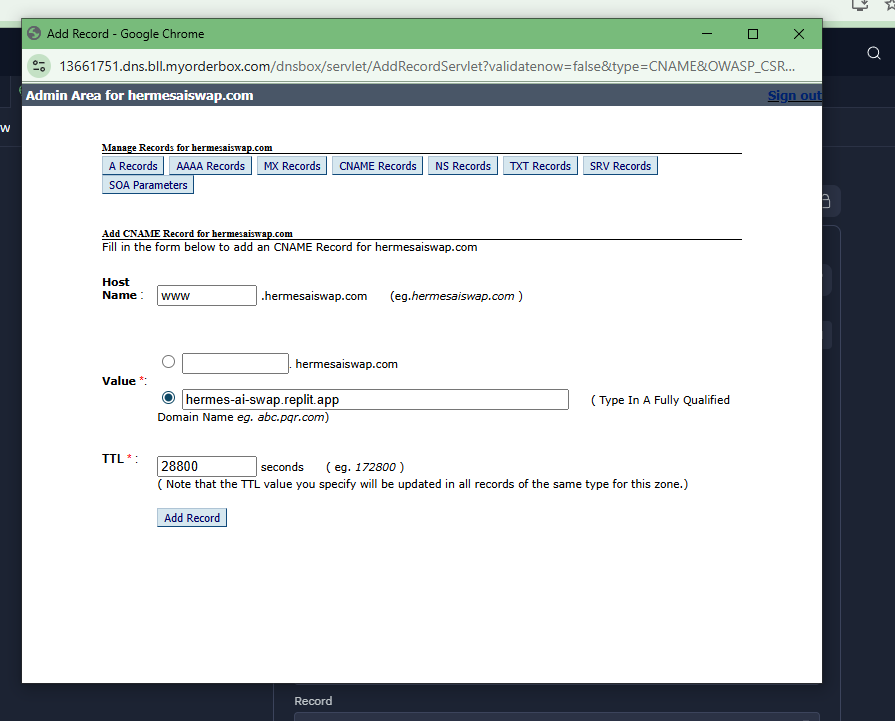 Add Record - Google Chrome
13661751.dns.bll.myorderbox.com/dnsbox/servlet/AddRecordServlet?validatenow=false&type=CNAME&OWASP_CSR...
Admin Area for hermesaiswap.com Sign out
w
Manage Records for hermesaiswap.com
A Records AAAA Records MX Records CNAME Records NS Records TXT Records SRV Records
SOA Parameters
Add CNAME Record for hermesaiswap.com
Fill in the form below to add an CNAME Record for hermesaiswap.com
Host
Name : www .hermesaiswap.com (eg.hermesaiswap.com )
. hermesaiswap.com
Value *:
hermes-ai-swap.replit.app ( Type In A Fully Qualified
Domain Name eg. abc.pqr.com)
TTL * : 28800 seconds ( eg. 172800 )
( Note that the TTL value you specify will be updated in all records of the same type for this zone.)
Add Record
Record